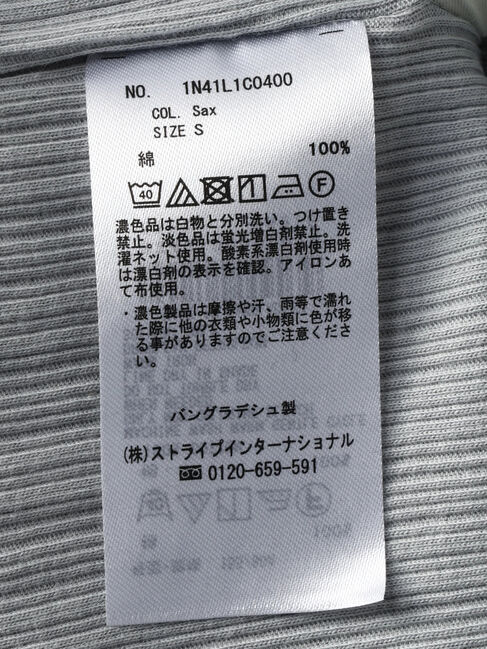 NO. 1N41L1C0400
COL. Sax
SIZE S
綿 100%
40 F
濃色品は白物と分別洗い。つけ置き
禁止。淡色品は蛍光増白剤禁止。洗
濯ネット使用。酸素系漂白剤使用時
は漂白剤の表示を確認。アイロンあ
て布使用。
・濃色製品は摩擦や汗、雨等で濡れ
た際に他の衣類や小物類に色が移
る事がありますのでご注意くださ
い。
バングラデシュ製
(株)ストライプインターナショナル
0120-659-591